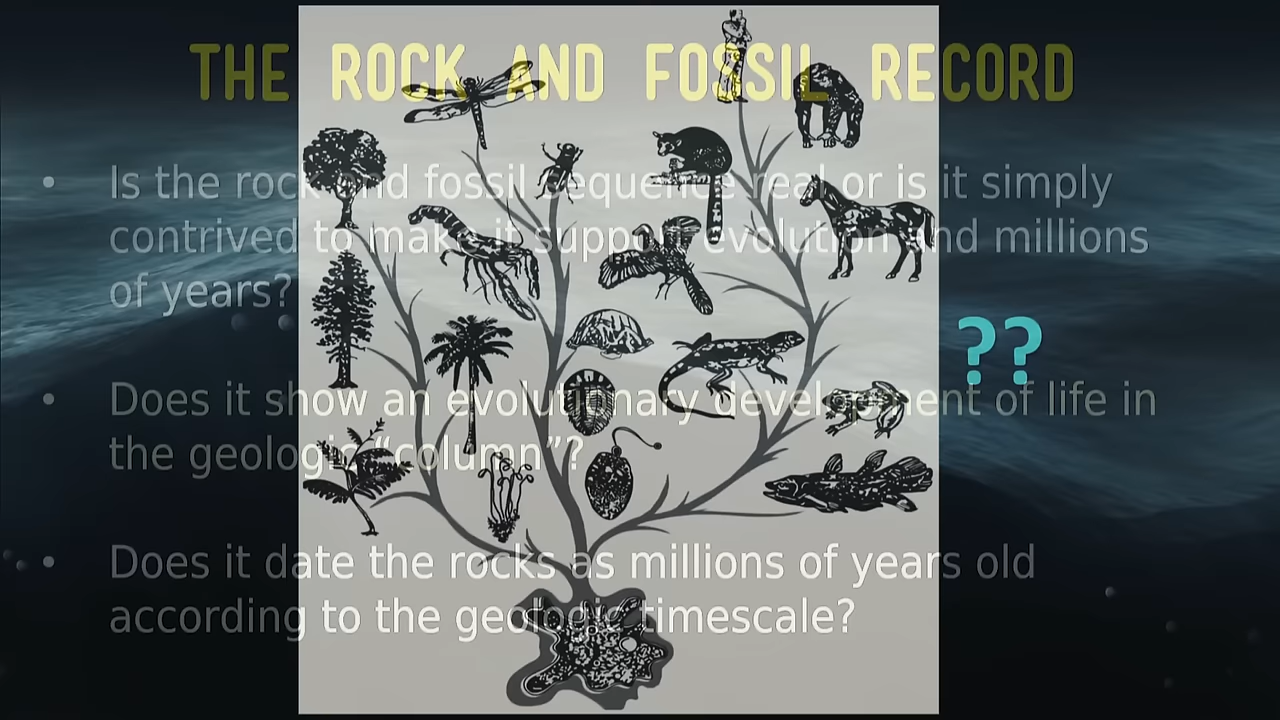 THE ROCK AND FOSSIL RECORD
• Is the rock and fossil sequence real or is it simply
contrived to make it support evolution and millions
of years?
??
• Does it show an evolutionary development of life in
the geologic “column”?
• Does it date the rocks as millions of years old
according to the geologic timescale?